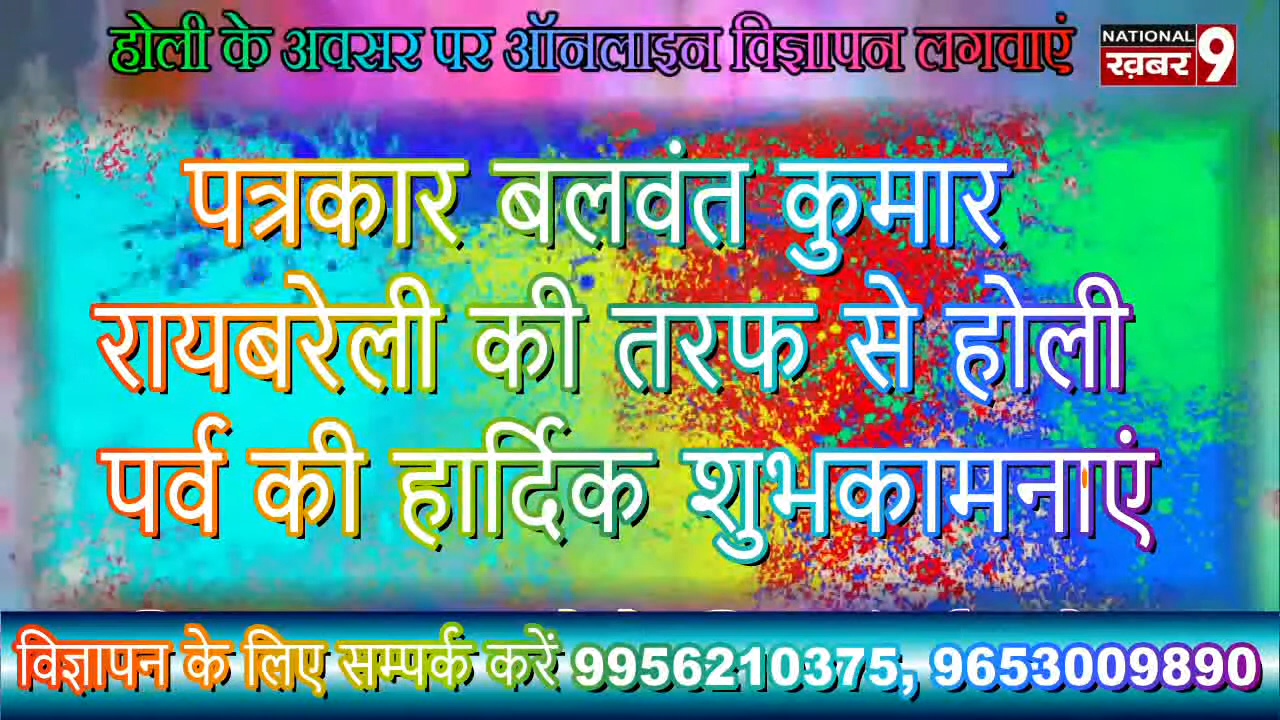 होली के अवसर पर ऑनलाइन विज्ञापन लगवाएं
NATIONAL
ख़बर 9
पत्रकार बलवंत कुमार
रायबरेली की तरफ से होली
पर्व की हार्दिक शुभकामनाएं
विज्ञापन के लिए सम्पर्क करें 9956210375, 9653009890